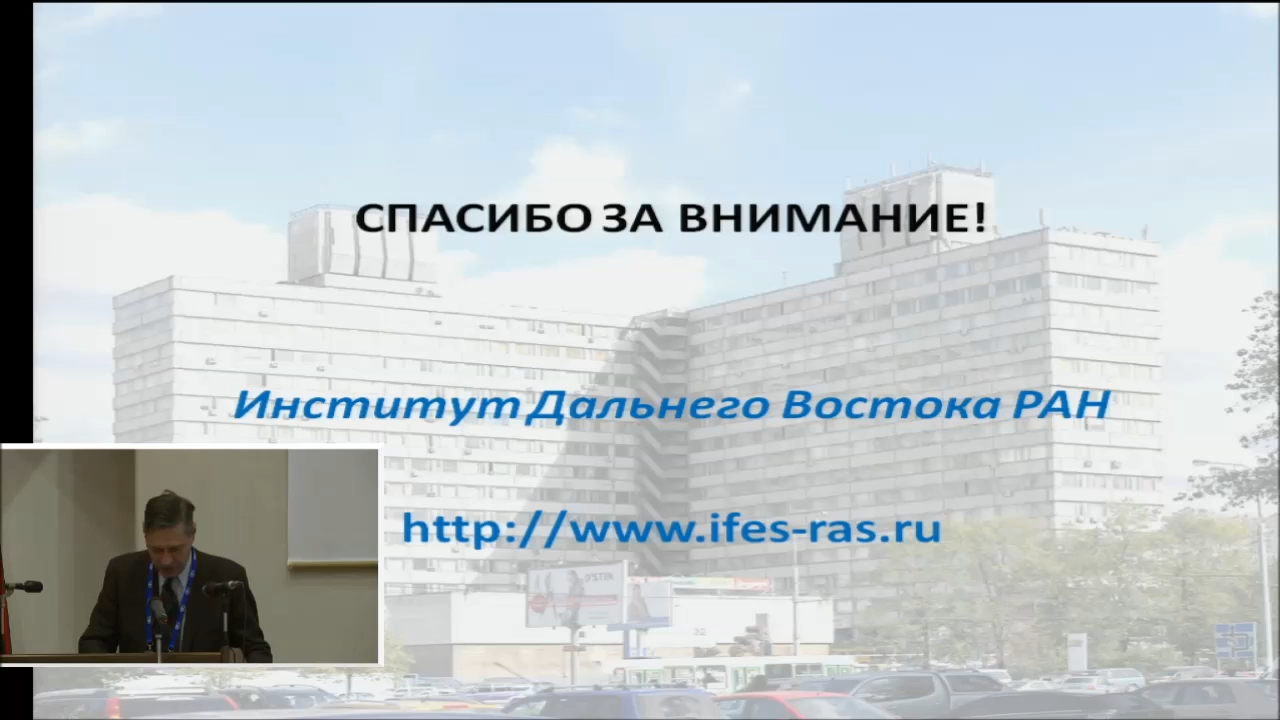 СПАСИБО ЗА ВНИМАНИЕ!
Институт Дальнего Востока РАН
http://www.ifes-ras.ru